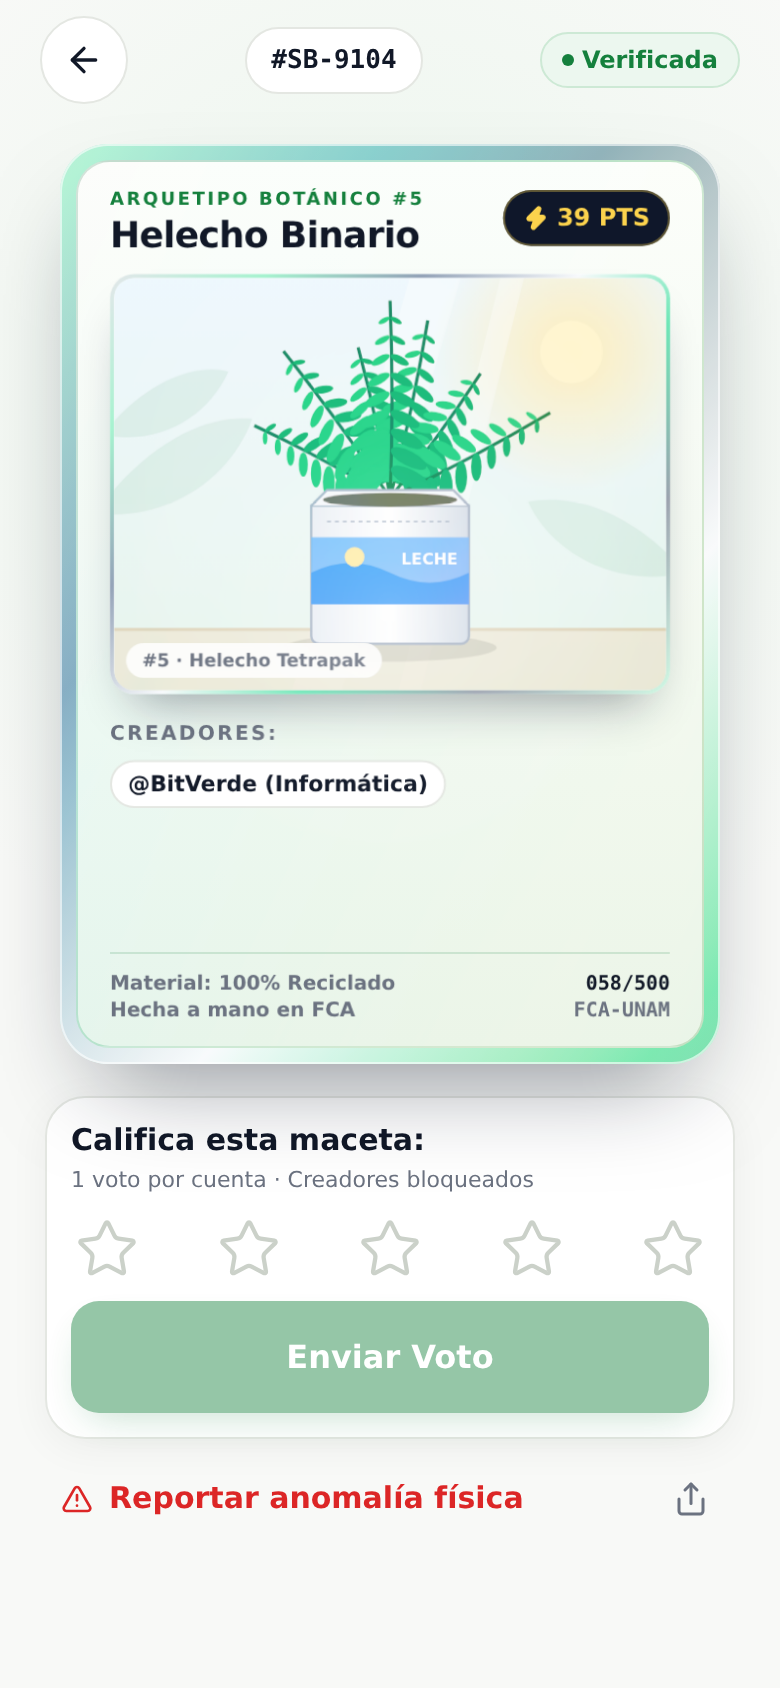 #SB-9104
Verificada
ARQUETIPO BOTÁNICO #5
Helecho Binario
39 PTS
LECHE
#5 · Helecho Tetrapak
CREADORES:
@BitVerde (Informática)
Material: 100% Reciclado
058/500
Hecha a mano en FCA
FCA-UNAM
Califica esta maceta:
1 voto por cuenta · Creadores bloqueados
Enviar Voto
Reportar anomalía física